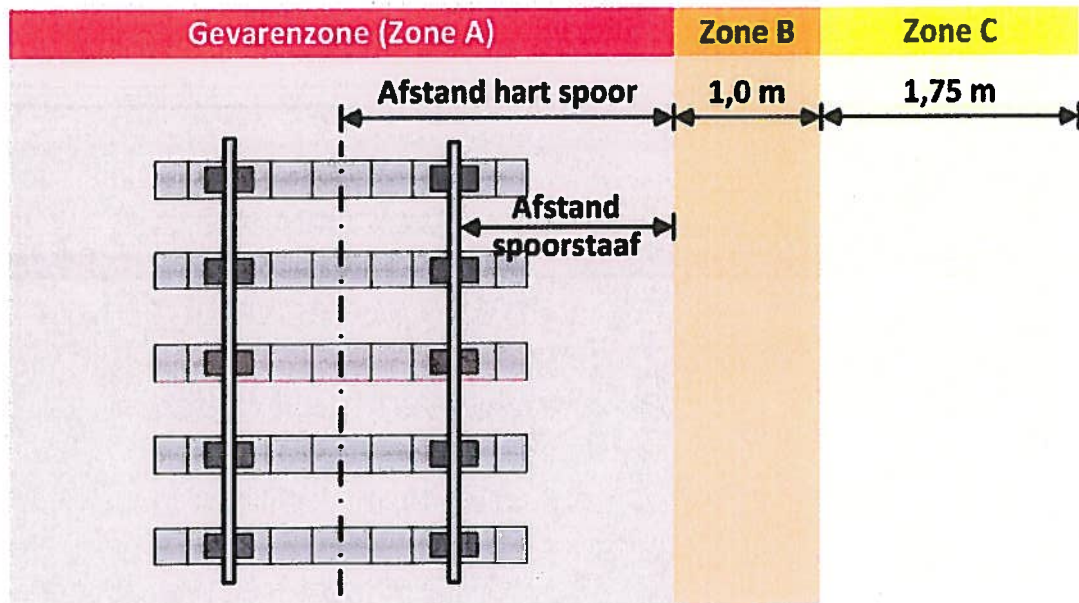 Gevarenzone (Zone A)
Zone B
Zone C
Afstand hart spoor
1,0 m
1,75 m
Afstand
spoorstaaf